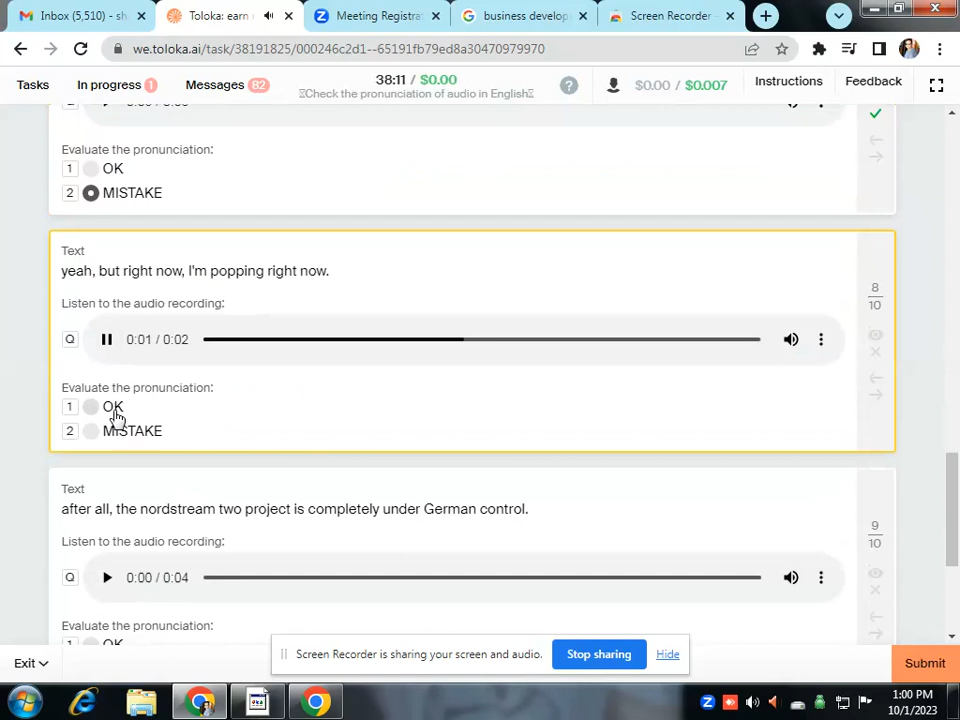 Inbox (5,510) - sh
Toloka: earn
Meeting Registra
business develop
Screen Recorder -
we.toloka.ai/task/38191825/000246c2d1--65191fb79ed8a30470979970
Tasks
In progress 1
Messages 82
38:11 / $0.00
Check the pronunciation of audio in English
?
$0.00 / $0.007
Instructions
Feedback
Evaluate the pronunciation:
1 OK
2 MISTAKE
Text
yeah, but right now, I'm popping right now.
8
10
Listen to the audio recording:
Q 0:01 / 0:02
Evaluate the pronunciation:
1 OK
2 MISTAKE
Text
after all, the nordstream two project is completely under German control.
9
10
Listen to the audio recording:
Q 0:00 / 0:04
Evaluate the pronunciation:
1 OK
Screen Recorder is sharing your screen and audio.
Stop sharing
Hide
Exit
Submit
1:00 PM
10/1/2023